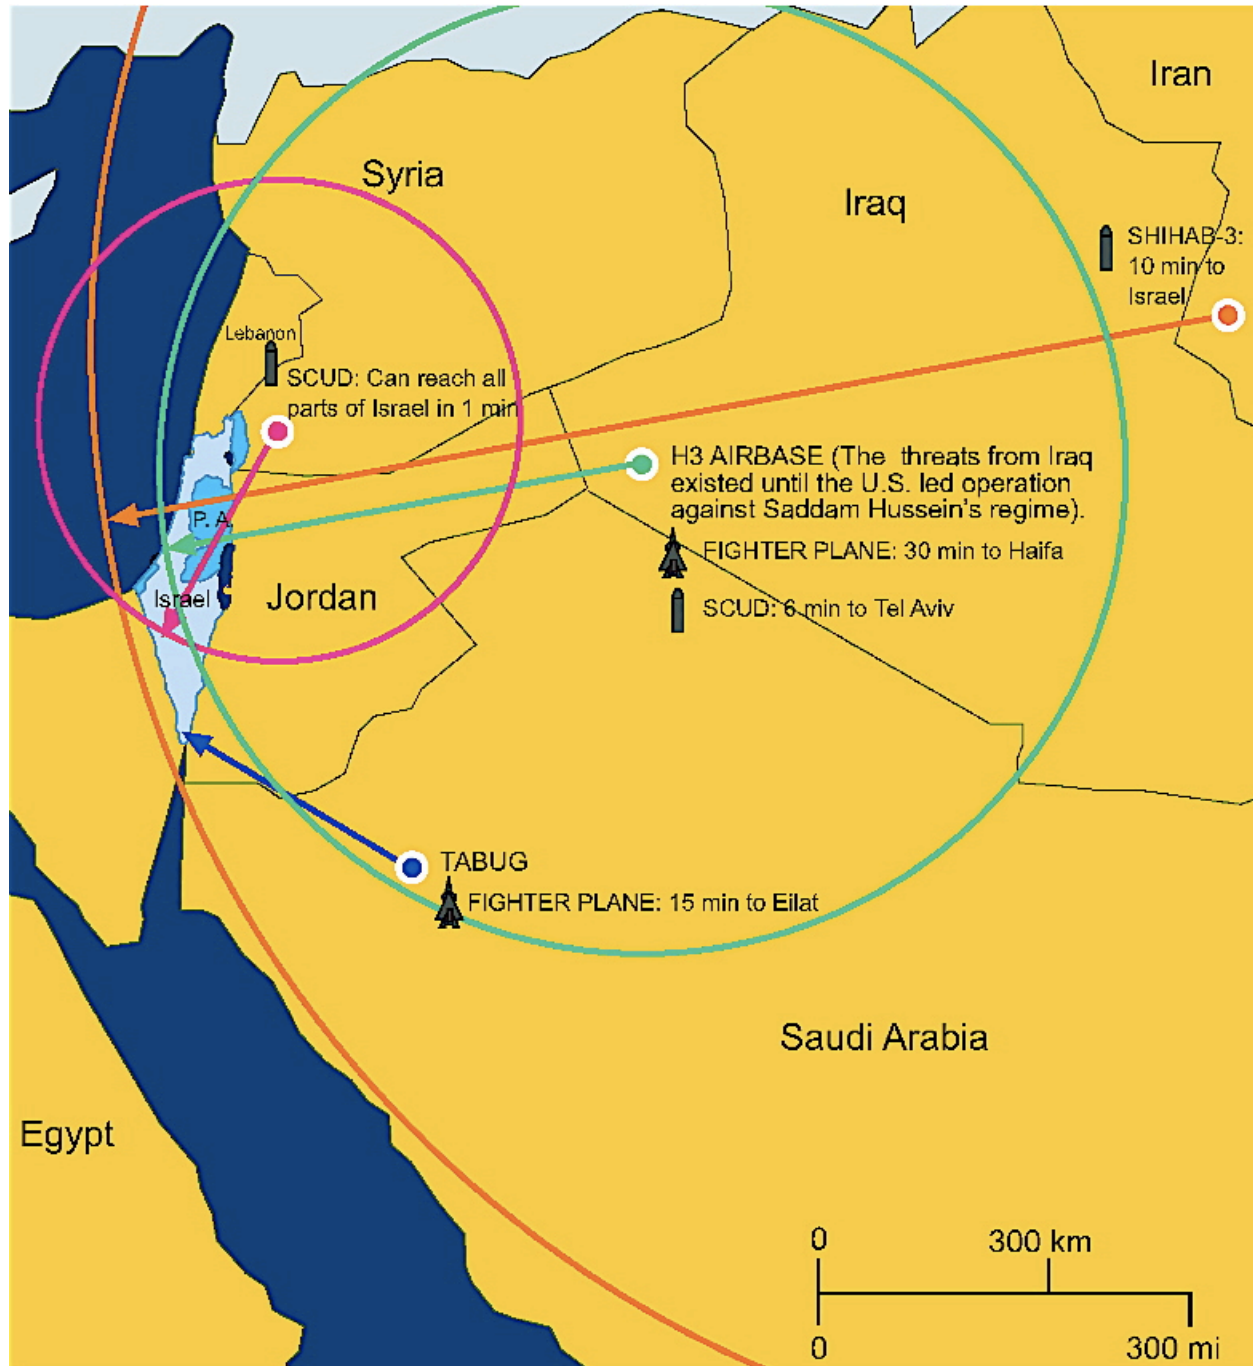 Iran
Syria
Iraq
SHIHAB-3:
10 min to
Israel
Lebanon
SCUD: Can reach all
parts of Israel in 1 min
H3 AIRBASE (The threats from Iraq
existed until the U.S. led operation
against Saddam Hussein's regime).
P. A.
FIGHTER PLANE: 30 min to Haifa
Israel
Jordan
SCUD: 6 min to Tel Aviv
TABUG
FIGHTER PLANE: 15 min to Eilat
Saudi Arabia
Egypt
0 300 km
0 300 mi